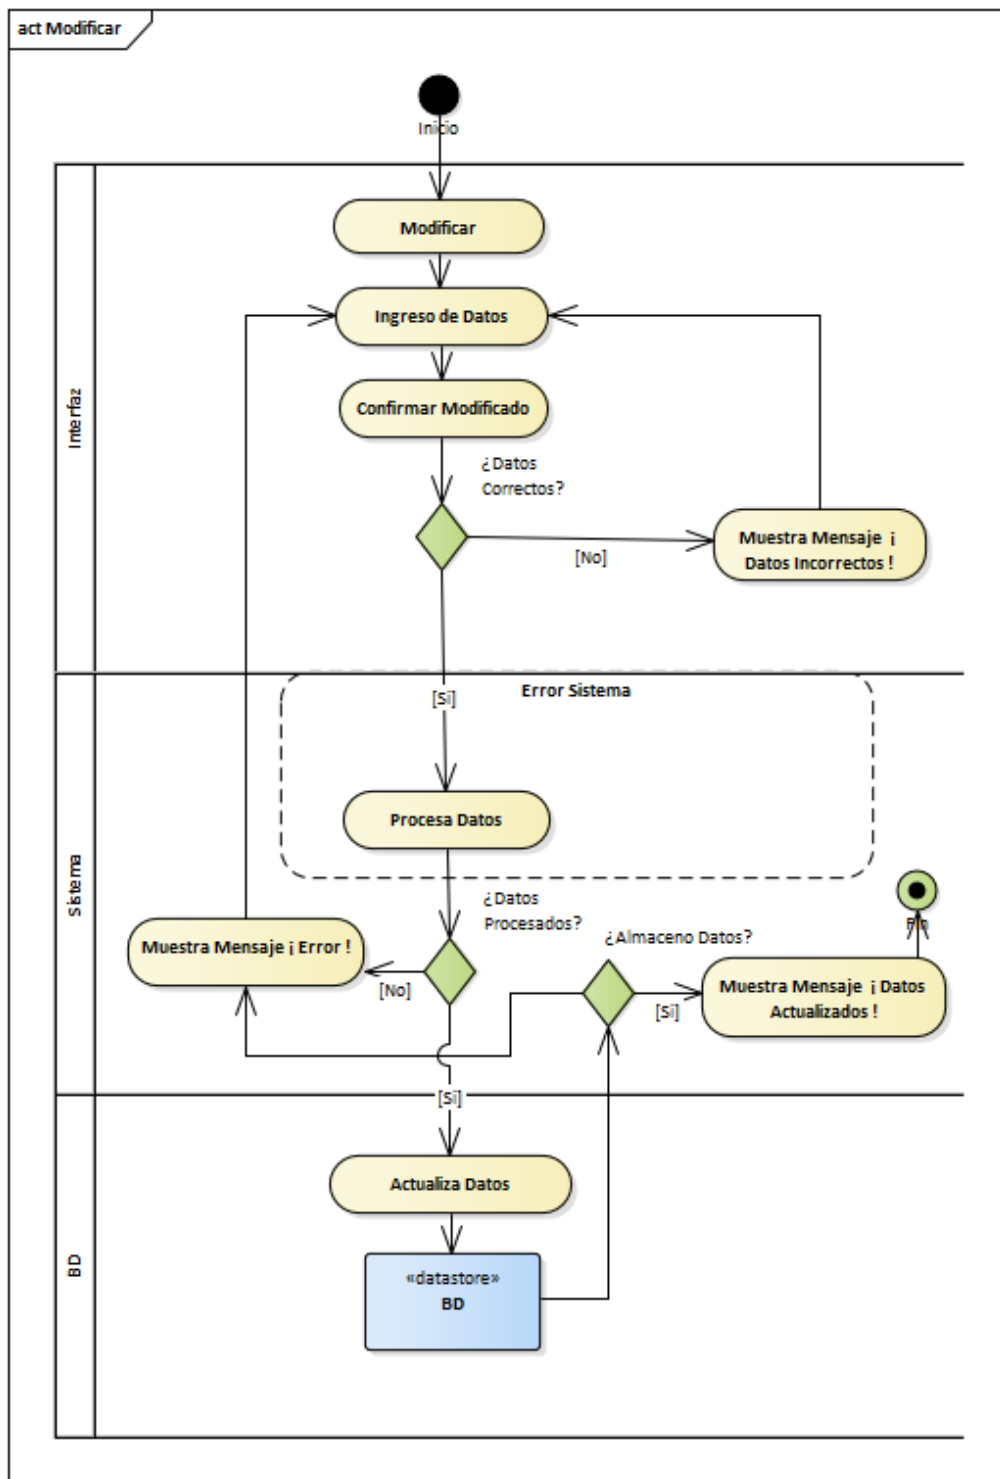 act Modificar
Inicio
Interfaz
Modificar
Ingreso de Datos
Confirmar Modificado
¿Datos
Correctos?
[No]
Muestra Mensaje ¡
Datos Incorrectos !
Sistema
Error Sistema
[Si]
Procesa Datos
¿Datos
Procesados?
Fin
¿Almaceno Datos?
Muestra Mensaje ¡ Error !
[No]
[Si]
Muestra Mensaje ¡ Datos
Actualizados !
[Si]
BD
Actualiza Datos
«datastore»
BD